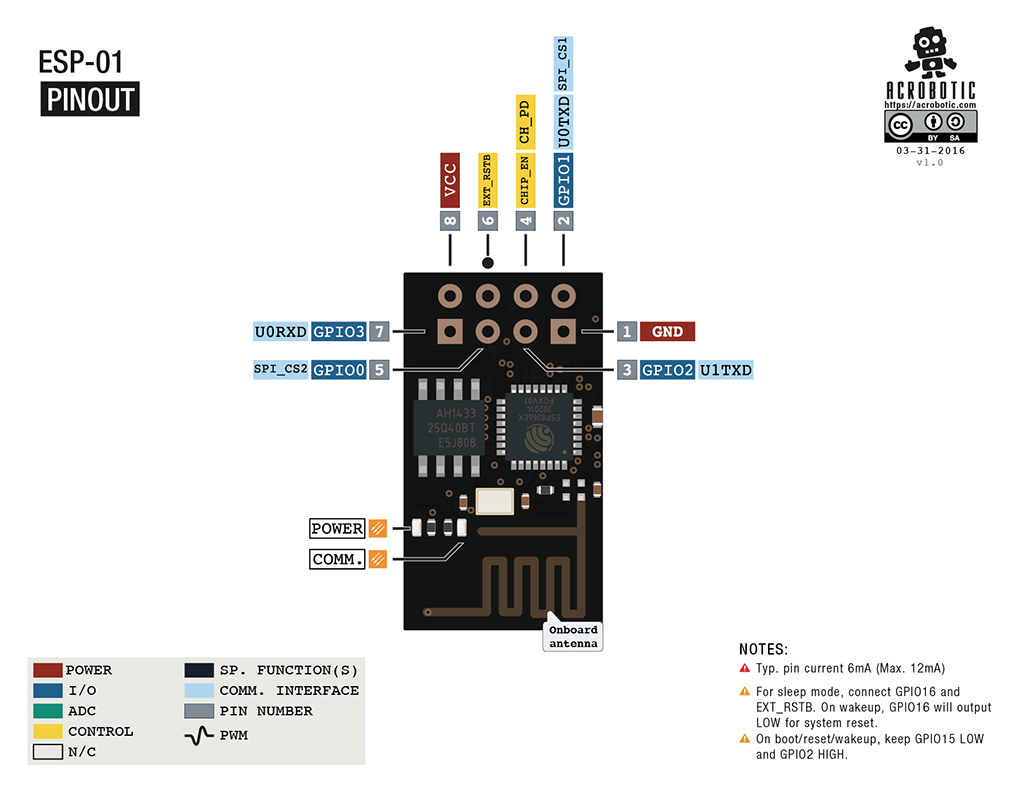 ESP-01
PINOUT
ACROBOTIC
https://acrobotic.com
cc BY SA
03-31-2016
v1.0
VCC 8
EXT_RSTB 6
CH_PD CHIP_EN 4
SPI_CS1 U0TXD GPIO1 2
U0RXD GPIO3 7
1 GND
SPI_CS2 GPIO0 5
3 GPIO2 U1TXD
AH1433
25Q40BT
E5J808
ESP8266EX
302014
P0VV01
POWER
COMM.
Onboard
antenna
POWER
I/O
ADC
CONTROL
N/C
SP. FUNCTION(S)
COMM. INTERFACE
PIN NUMBER
PWM
NOTES:
Typ. pin current 6mA (Max. 12mA)
For sleep mode, connect GPIO16 and
EXT_RSTB. On wakeup, GPIO16 will output
LOW for system reset.
On boot/reset/wakeup, keep GPIO15 LOW
and GPIO2 HIGH.